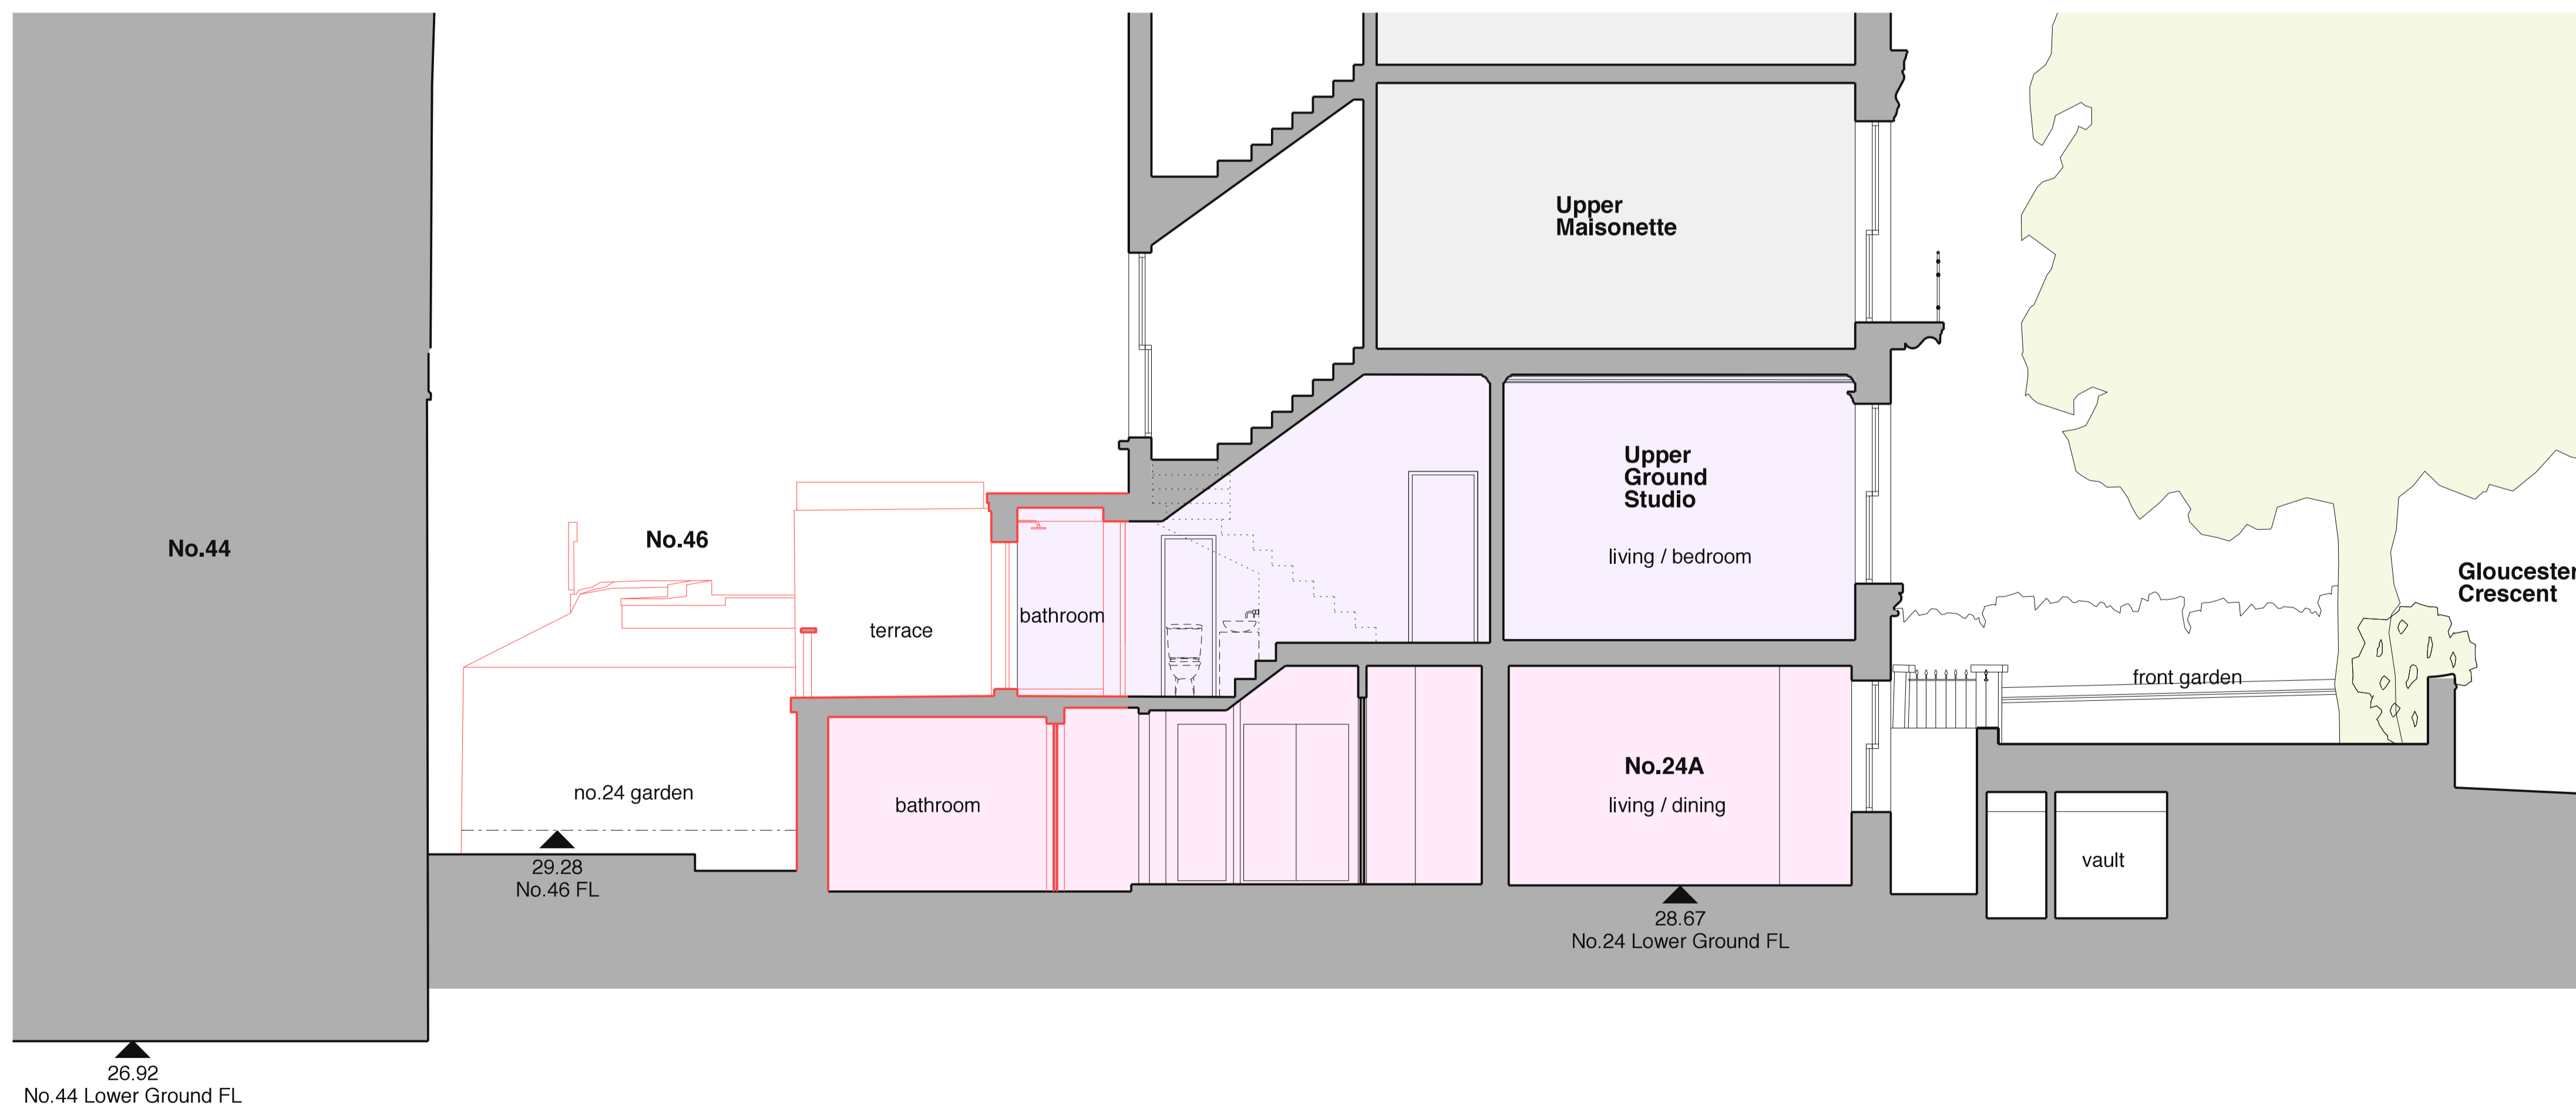 Upper
Maisonette
Upper
Ground
Studio
living / bedroom
No.44
No.46
terrace
bathroom
Gloucester
Crescent
front garden
no.24 garden
bathroom
No.24A
living / dining
vault
29.28
No.46 FL
28.67
No.24 Lower Ground FL
26.92
No.44 Lower Ground FL